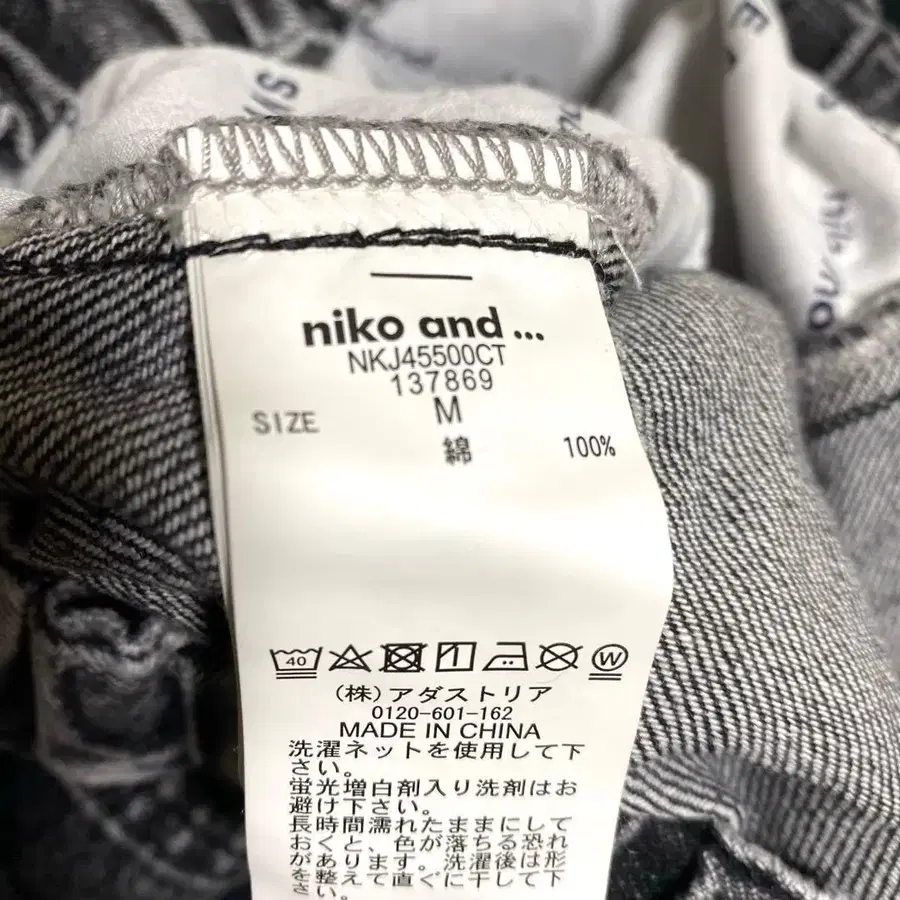 niko and ...
NKJ45500CT
137869
SIZE M
綿 100%
40 W
(株)アダストリア
0120-601-162
MADE IN CHINA
洗濯ネットを使用して下
さい。
蛍光増白剤入り洗剤はお
避け下さい。
長時間濡れたままにして
おくと、色が落ちる恐れ
があります。洗濯後は形
を整えて直ぐに干して下
さい。